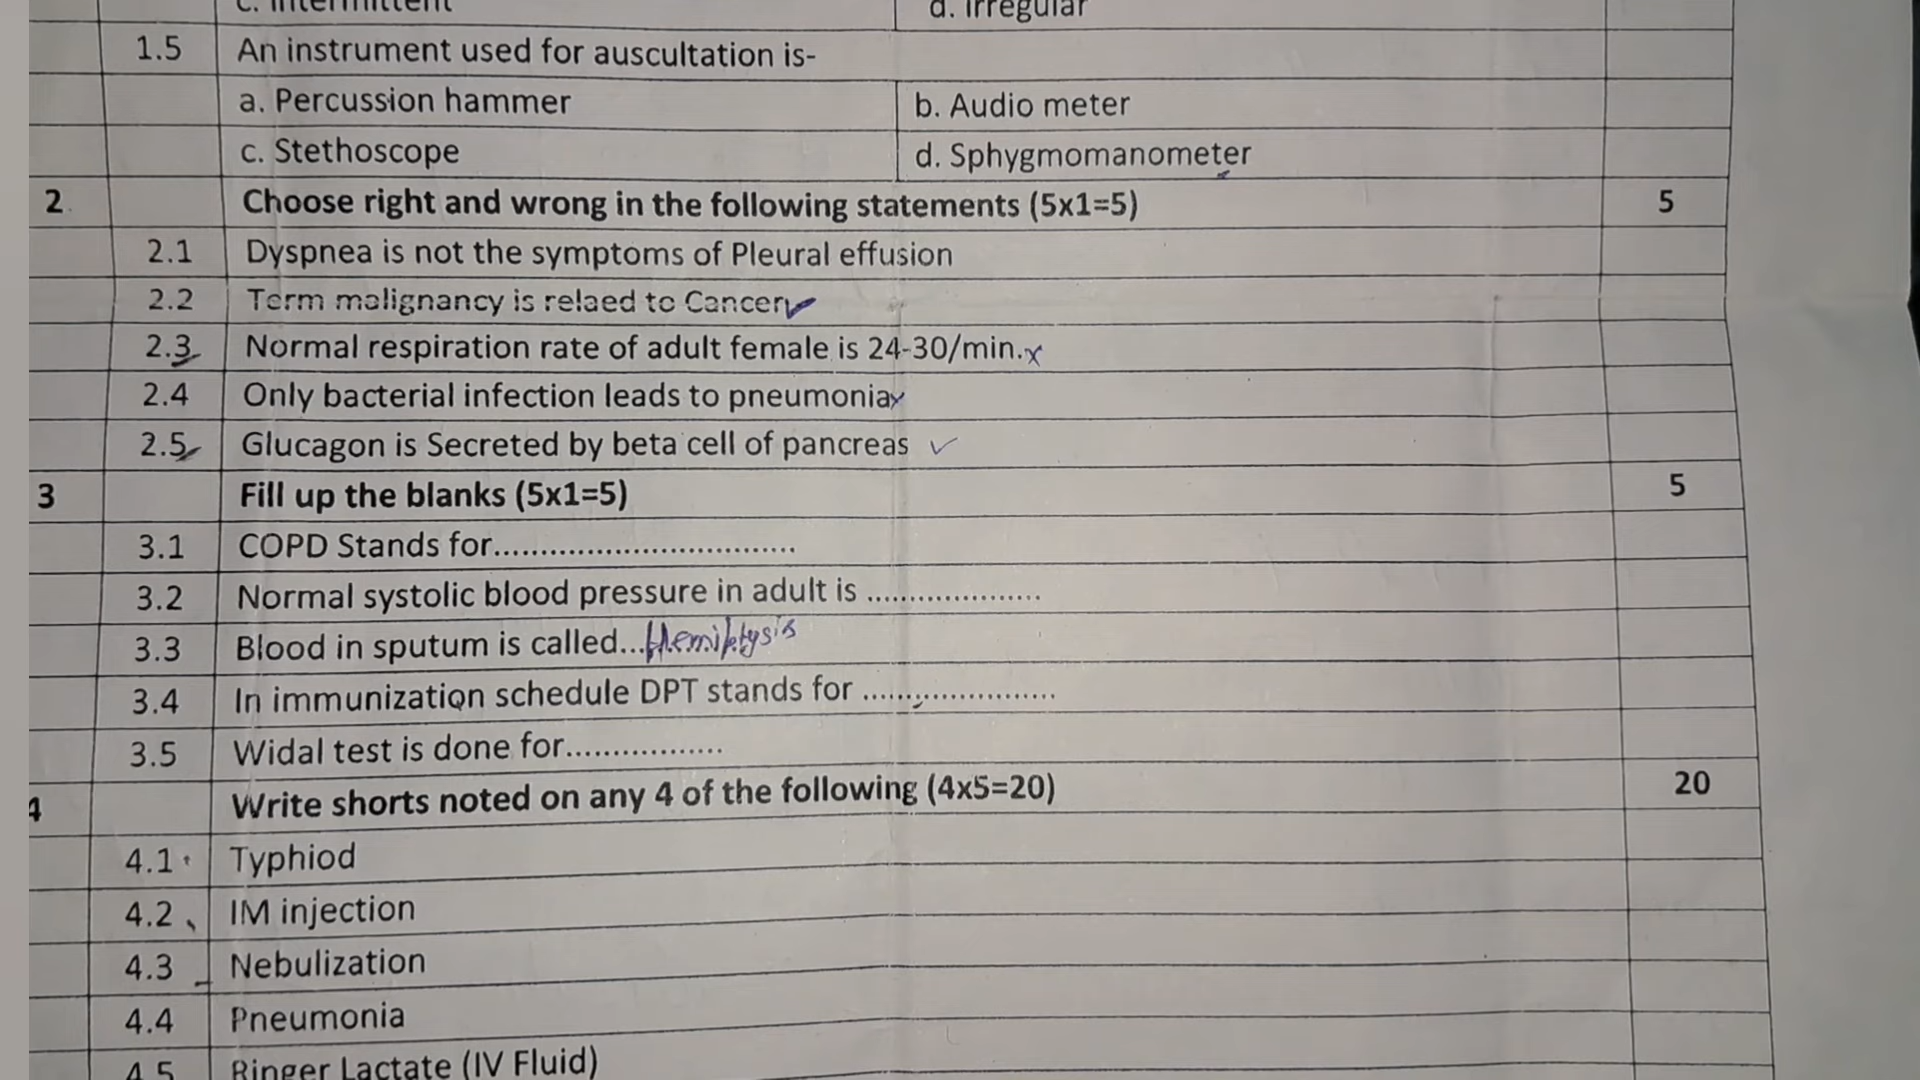 c. Intermittent d. Irregular
1.5 An instrument used for auscultation is-
a. Percussion hammer b. Audio meter
c. Stethoscope d. Sphygmomanometer
2. Choose right and wrong in the following statements (5x1=5) 5
2.1 Dyspnea is not the symptoms of Pleural effusion
2.2 Term malignancy is relaed to Cancer ✓
2.3 Normal respiration rate of adult female is 24-30/min. x
2.4 Only bacterial infection leads to pneumonia x
2.5 Glucagon is Secreted by beta cell of pancreas ✓
3 Fill up the blanks (5x1=5) 5
3.1 COPD Stands for.................................
3.2 Normal systolic blood pressure in adult is ...................
3.3 Blood in sputum is called...Hemiptysis
3.4 In immunization schedule DPT stands for .....................
3.5 Widal test is done for.................
4 Write shorts noted on any 4 of the following (4x5=20) 20
4.1 Typhiod
4.2 IM injection
4.3 Nebulization
4.4 Pneumonia
4.5 Ringer Lactate (IV Fluid)